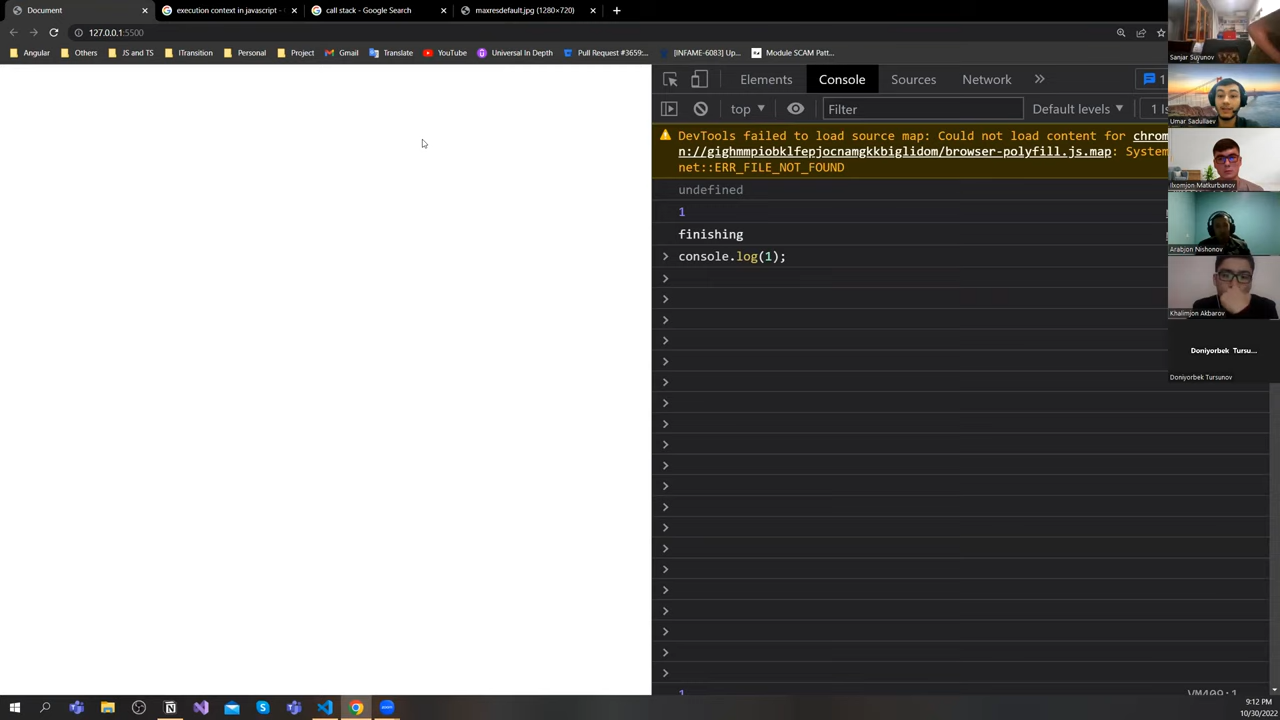 Document
execution context in javascript -
call stack - Google Search
maxresdefault.jpg (1280×720)
127.0.0.1:5500
Angular
Others
JS and TS
ITransition
Personal
Project
Gmail
Translate
YouTube
Universal In Depth
Pull Request #3659:...
[INFAME-6083] Up...
Module SCAM Patt...
Elements
Console
Sources
Network
1
top
Filter
Default levels
DevTools failed to load source map: Could not load content for chrom
n://gighmmpiobklfepjocnamgkkbiglidom/browser-polyfill.js.map: System
net::ERR_FILE_NOT_FOUND
undefined
1
finishing
console.log(1);
1
Sanjar Suyunov
Umar Sadullaev
Ilxomjon Matkurbanov
Arabjon Nishonov
Khalimjon Akbarov
Doniyorbek Tursu...
Doniyorbek Tursunov
9:12 PM
10/30/2022